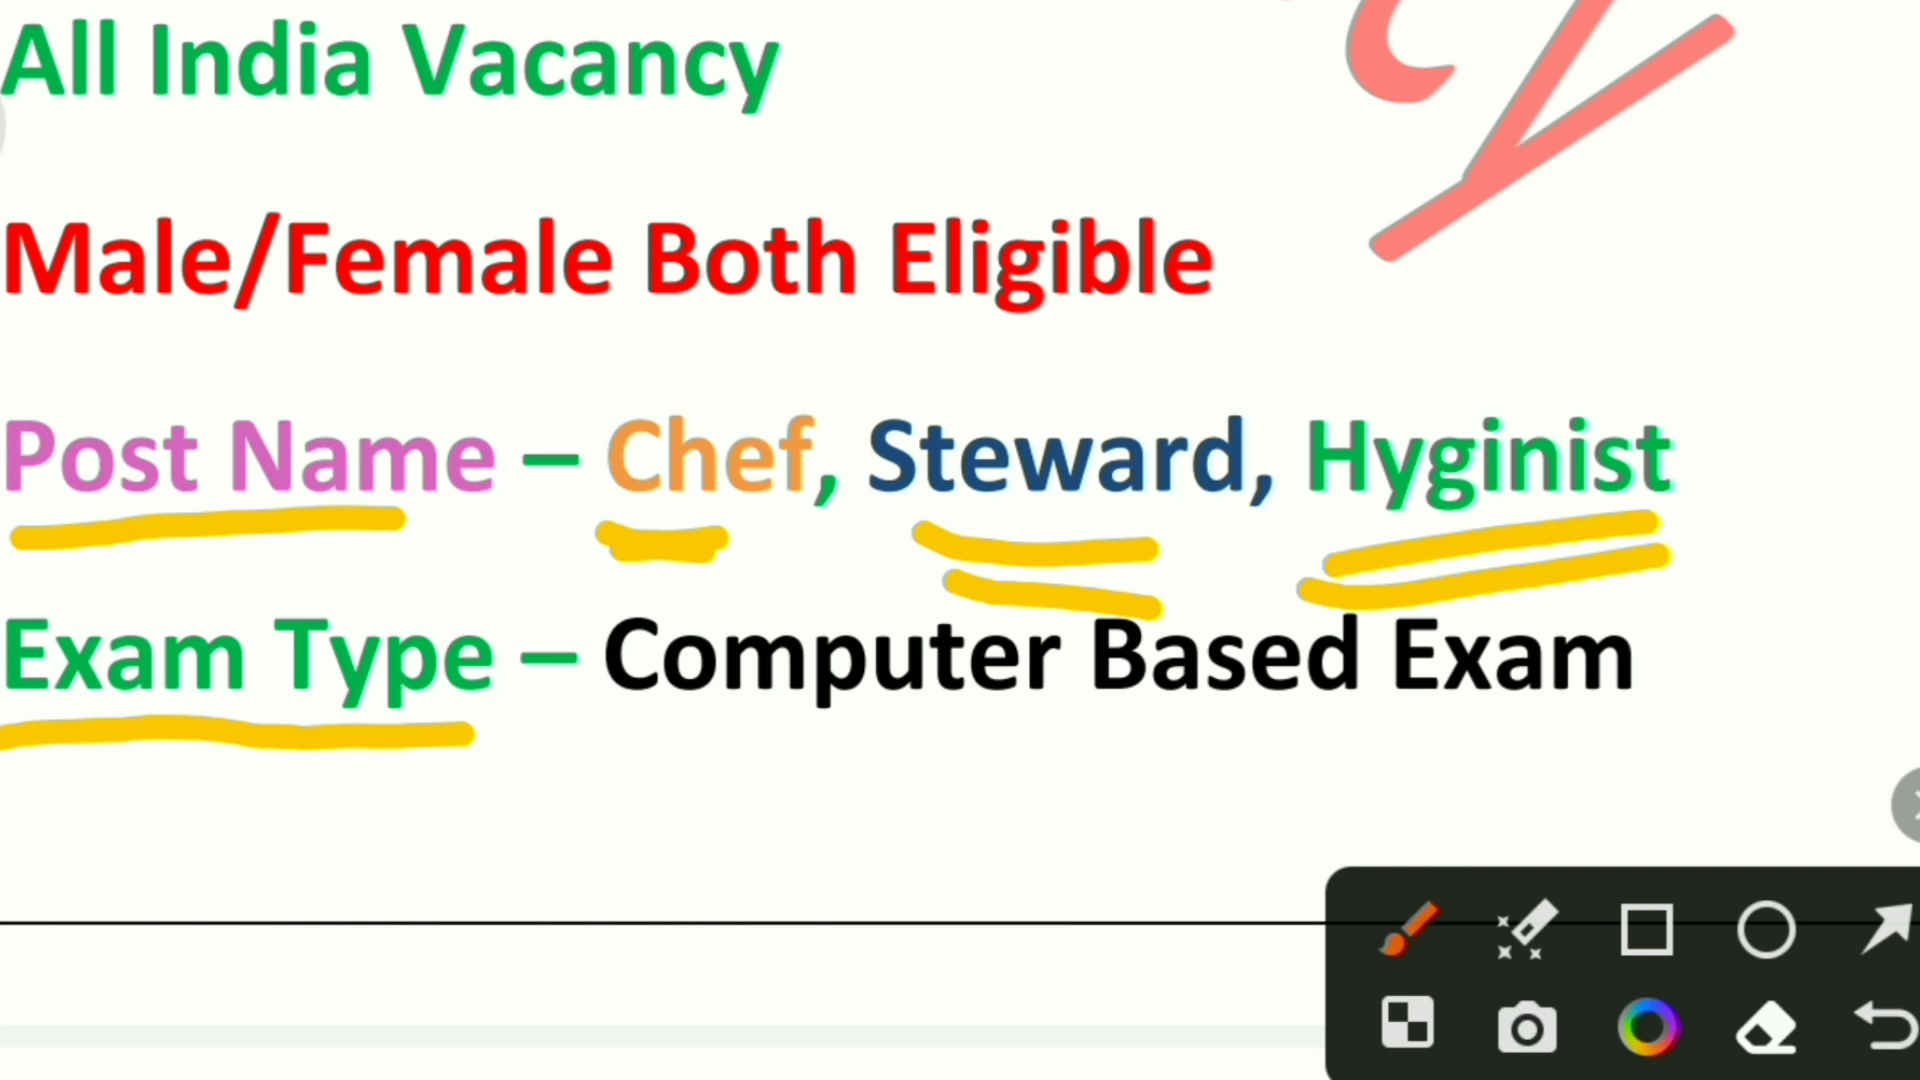 All India Vacancy
Male/Female Both Eligible
Post Name – Chef, Steward, Hyginist
Exam Type – Computer Based Exam